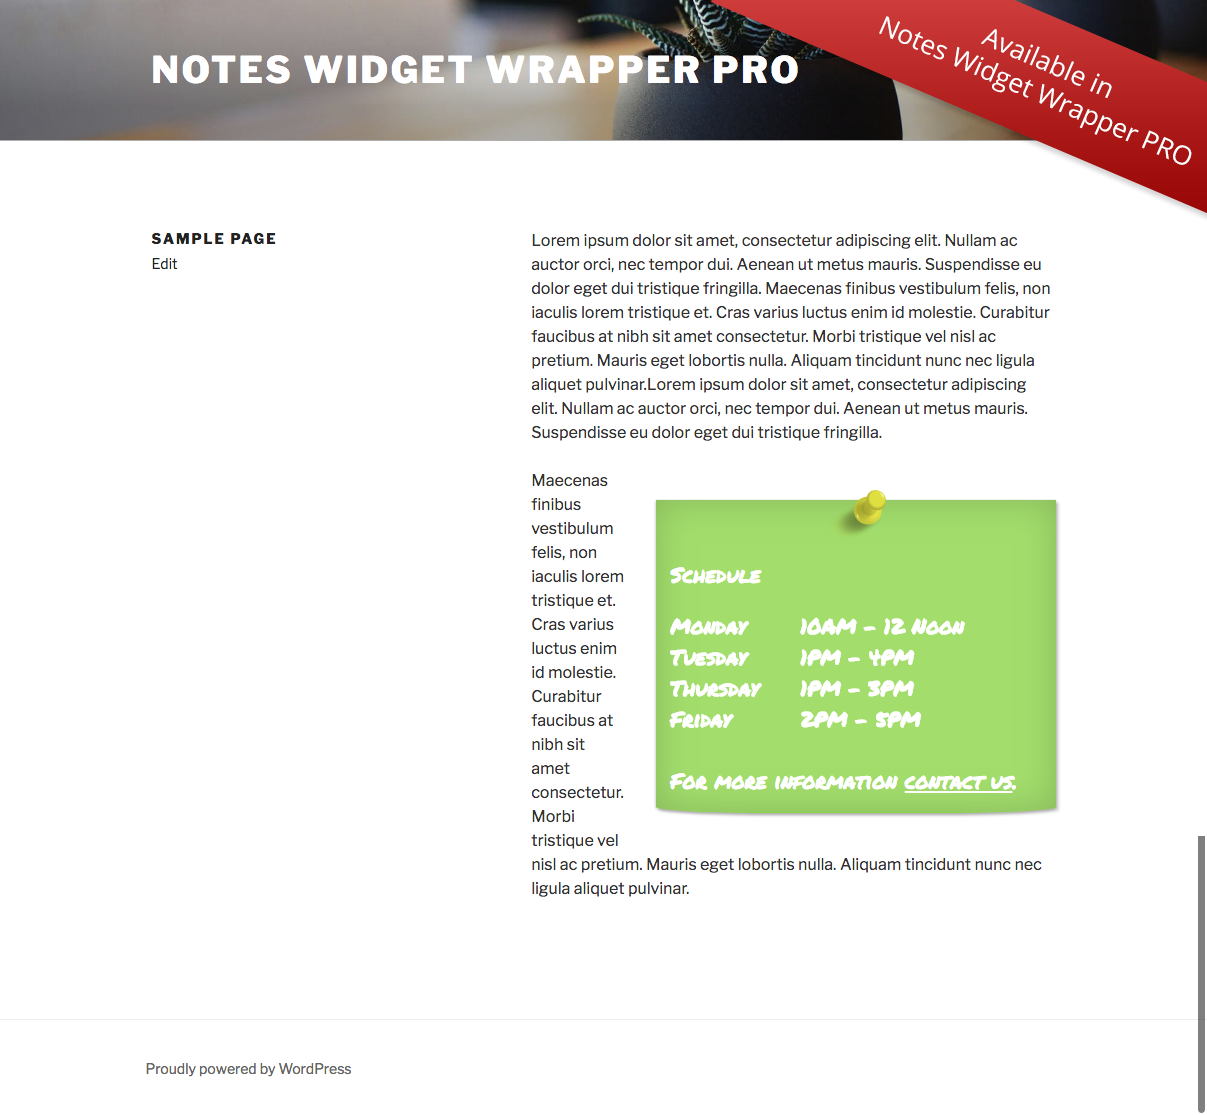 NOTES WIDGET WRAPPER PRO
Available in
Notes Widget Wrapper PRO
SAMPLE PAGE
Edit
Lorem ipsum dolor sit amet, consectetur adipiscing elit. Nullam ac
auctor orci, nec tempor dui. Aenean ut metus mauris. Suspendisse eu
dolor eget dui tristique fringilla. Maecenas finibus vestibulum felis, non
iaculis lorem tristique et. Cras varius luctus enim id molestie. Curabitur
faucibus at nibh sit amet consectetur. Morbi tristique vel nisl ac
pretium. Mauris eget lobortis nulla. Aliquam tincidunt nunc nec ligula
aliquet pulvinar.Lorem ipsum dolor sit amet, consectetur adipiscing
elit. Nullam ac auctor orci, nec tempor dui. Aenean ut metus mauris.
Suspendisse eu dolor eget dui tristique fringilla.
Maecenas
finibus
vestibulum
felis, non
iaculis lorem
tristique et.
Cras varius
luctus enim
id molestie.
Curabitur
faucibus at
nibh sit
amet
consectetur.
Morbi
tristique vel
nisl ac pretium. Mauris eget lobortis nulla. Aliquam tincidunt nunc nec
ligula aliquet pulvinar.
Schedule
Monday 10AM - 12 Noon
Tuesday 1PM - 4PM
Thursday 1PM - 3PM
Friday 2PM - 5PM
For more information contact us.
Proudly powered by WordPress